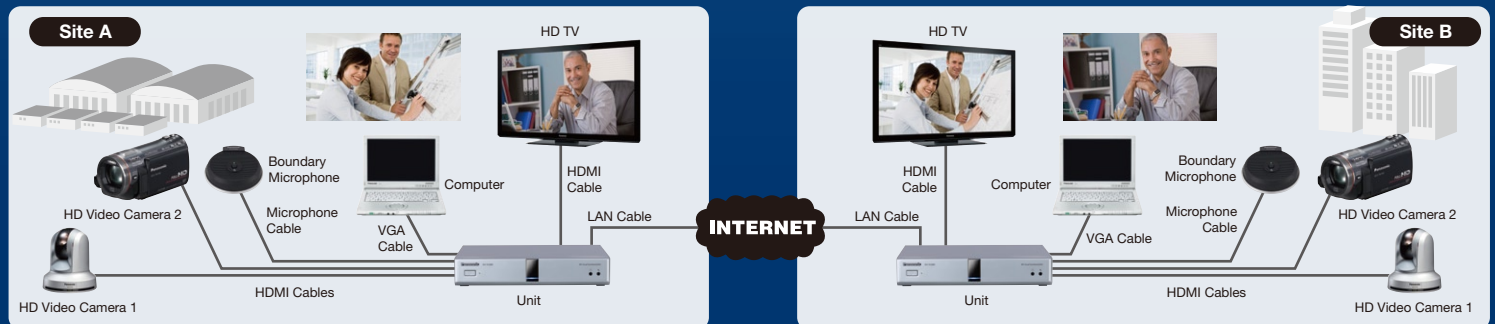 Site A
HD TV
Boundary
Microphone
Computer
HDMI
Cable
HD Video Camera 2
Microphone
Cable
VGA
Cable
LAN Cable
HDMI Cables
Unit
HD Video Camera 1
INTERNET
Site B
HD TV
HDMI
Cable
Computer
Boundary
Microphone
LAN Cable
VGA Cable
Microphone
Cable
HD Video Camera 2
Unit
HDMI Cables
HD Video Camera 1